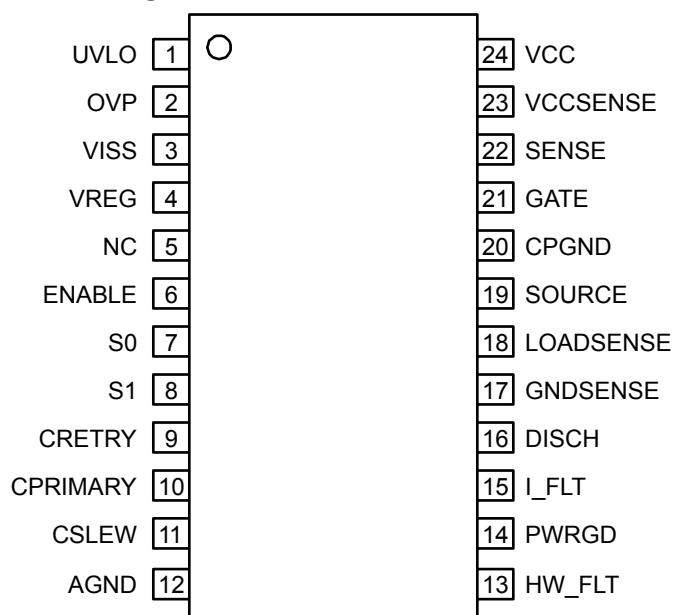 UVLO 1 24 VCC
OVP 2 23 VCCSENSE
VISS 3 22 SENSE
VREG 4 21 GATE
NC 5 20 CPGND
ENABLE 6 19 SOURCE
S0 7 18 LOADSENSE
S1 8 17 GNDSENSE
CRETRY 9 16 DISCH
CPRIMARY 10 15 I_FLT
CSLEW 11 14 PWRGD
AGND 12 13 HW_FLT